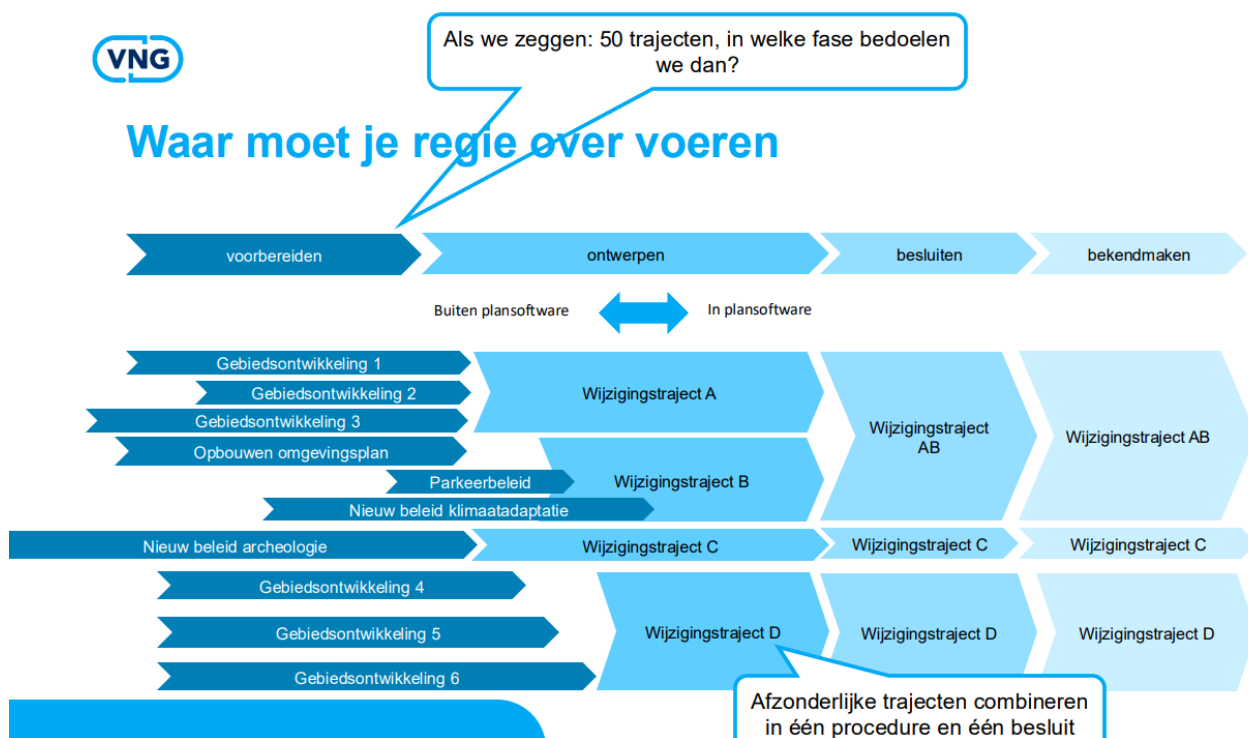 VNG
Als we zeggen: 50 trajecten, in welke fase bedoelen
we dan?
Waar moet je regie over voeren
voorbereiden
ontwerpen
besluiten
bekendmaken
Buiten plansoftware
In plansoftware
Gebiedsontwikkeling 1
Gebiedsontwikkeling 2
Gebiedsontwikkeling 3
Opbouwen omgevingsplan
Parkeerbeleid
Nieuw beleid klimaatadaptatie
Wijzigingstraject A
Wijzigingstraject B
Wijzigingstraject
AB
Wijzigingstraject AB
Nieuw beleid archeologie
Wijzigingstraject C
Wijzigingstraject C
Wijzigingstraject C
Gebiedsontwikkeling 4
Gebiedsontwikkeling 5
Gebiedsontwikkeling 6
Wijzigingstraject D
Wijzigingstraject D
Wijzigingstraject D
Afzonderlijke trajecten combineren
in één procedure en één besluit